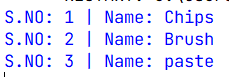 S.NO: 1 | Name: Chips
S.NO: 2 | Name: Brush
S.NO: 3 | Name: paste